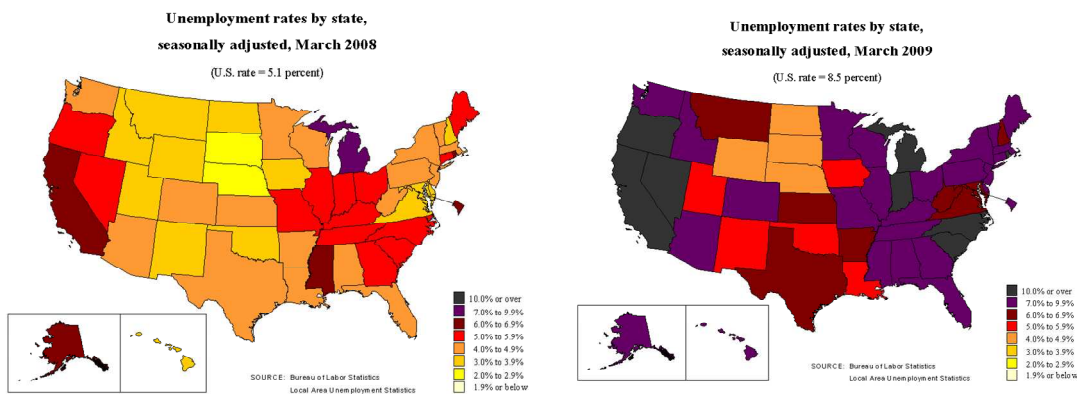 Unemployment rates by state,
seasonally adjusted, March 2008
(U.S. rate = 5.1 percent)
10.0% or over
7.0% to 9.9%
6.0% to 6.9%
5.0% to 5.9%
4.0% to 4.9%
3.0% to 3.9%
2.0% to 2.9%
1.9% or below
SOURCE: Bureau of Labor Statistics
Local Area Unemployment Statistics
Unemployment rates by state,
seasonally adjusted, March 2009
(U.S. rate = 8.5 percent)
10.0% or over
7.0% to 9.9%
6.0% to 6.9%
5.0% to 5.9%
4.0% to 4.9%
3.0% to 3.9%
2.0% to 2.9%
1.9% or below
SOURCE: Bureau of Labor Statistics
Local Area Unemployment Statistics